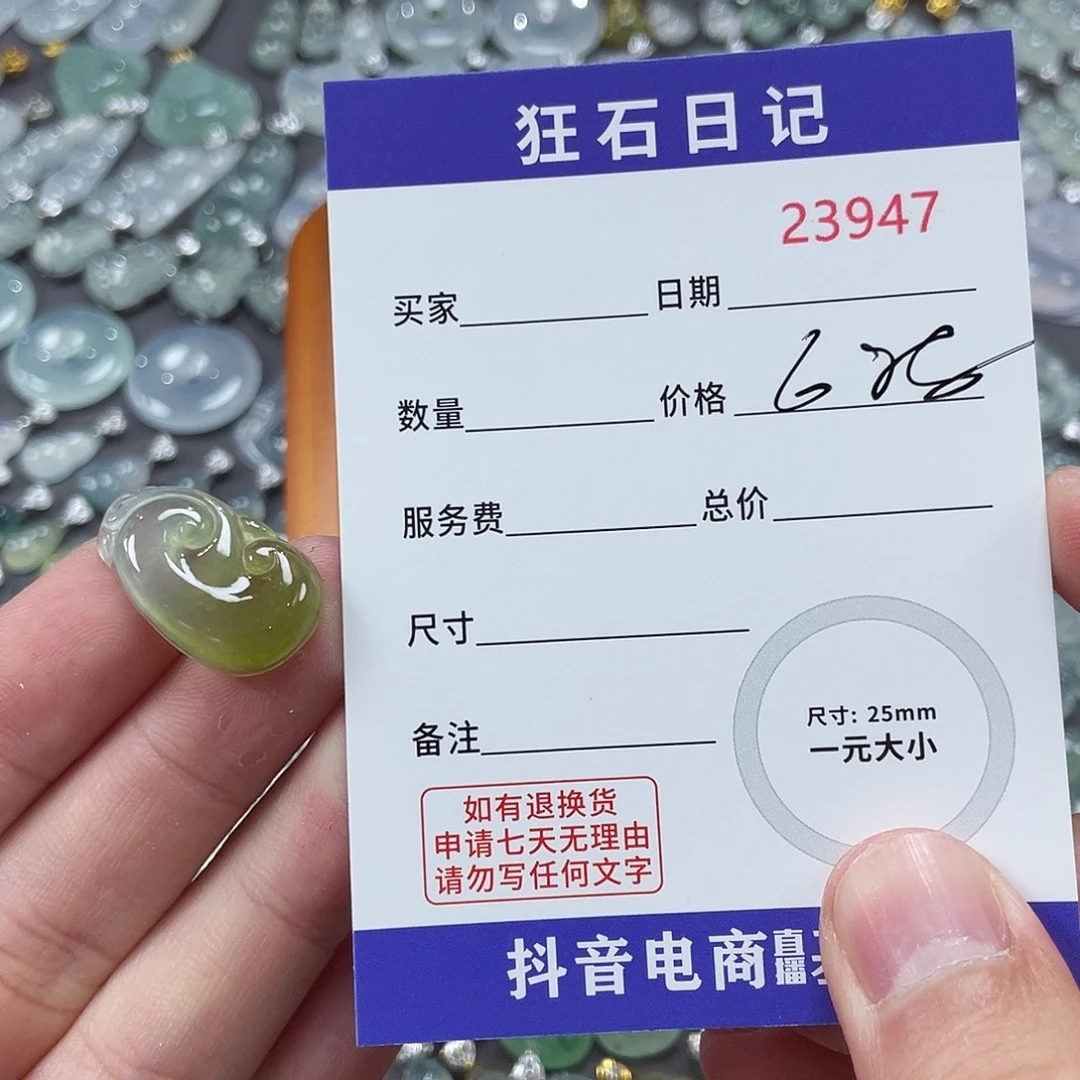 狂石日记
23947
买家 日期
数量 价格
服务费 总价
尺寸
备注
尺寸: 25mm
一元大小
如有退换货
申请七天无理由
请勿写任何文字
抖音电商直播